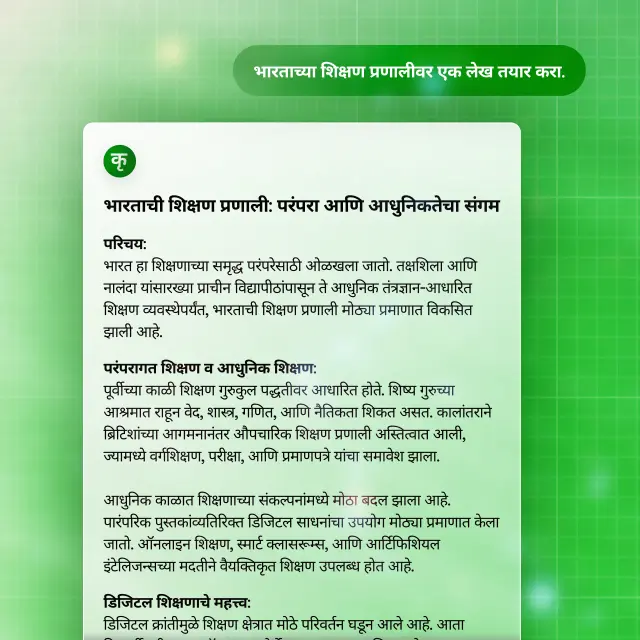 भारताच्या शिक्षण प्रणालीवर एक लेख तयार करा.
कृ
भारताची शिक्षण प्रणाली: परंपरा आणि आधुनिकतेचा संगम
परिचय:
भारत हा शिक्षणाच्या समृद्ध परंपरेसाठी ओळखला जातो. तक्षशिला आणि
नालंदा यांसारख्या प्राचीन विद्यापीठांपासून ते आधुनिक तंत्रज्ञान-आधारित
शिक्षण व्यवस्थेपर्यंत, भारताची शिक्षण प्रणाली मोठ्या प्रमाणात विकसित
झाली आहे.
परंपरागत शिक्षण व आधुनिक शिक्षण:
पूर्वीच्या काळी शिक्षण गुरुकुल पद्धतीवर आधारित होते. शिष्य गुरुच्या
आश्रमात राहून वेद, शास्त्र, गणित, आणि नैतिकता शिकत असत. कालांतराने
ब्रिटिशांच्या आगमनानंतर औपचारिक शिक्षण प्रणाली अस्तित्वात आली,
ज्यामध्ये वर्गशिक्षण, परीक्षा, आणि प्रमाणपत्रे यांचा समावेश झाला.
आधुनिक काळात शिक्षणाच्या संकल्पनांमध्ये मोठा बदल झाला आहे.
पारंपरिक पुस्तकांव्यतिरिक्त डिजिटल साधनांचा उपयोग मोठ्या प्रमाणात केला
जातो. ऑनलाइन शिक्षण, स्मार्ट क्लासरूम्स, आणि आर्टिफिशियल
इंटेलिजन्सच्या मदतीने वैयक्तिकृत शिक्षण उपलब्ध होत आहे.
डिजिटल शिक्षणाचे महत्त्व:
डिजिटल क्रांतीमुळे शिक्षण क्षेत्रात मोठे परिवर्तन घडून आले आहे. आता